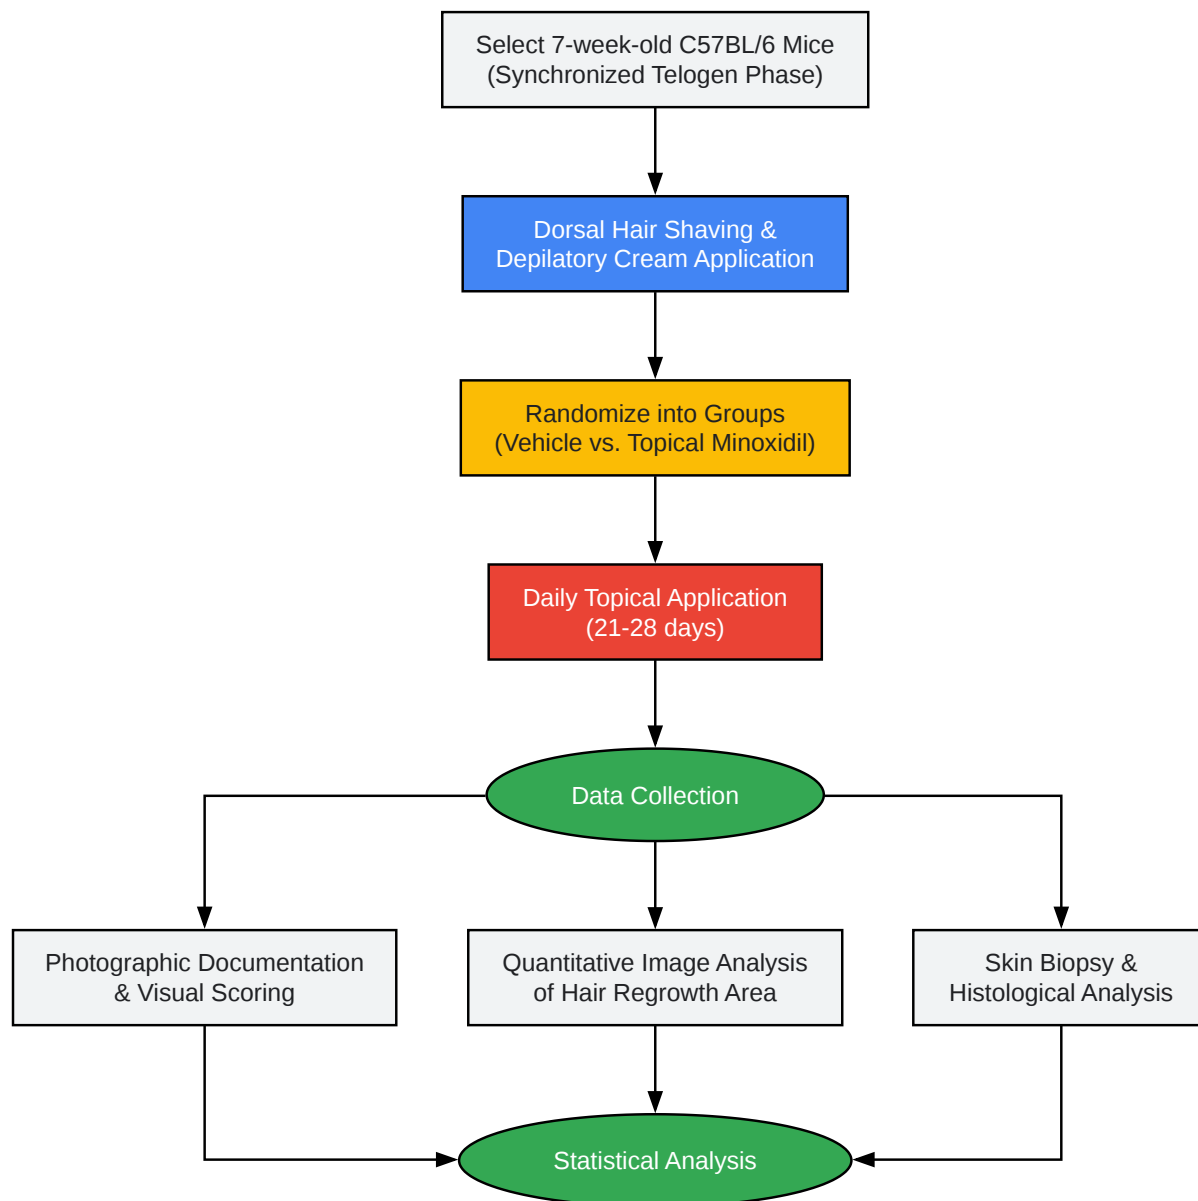 Select 7-week-old C57BL/6 Mice
(Synchronized Telogen Phase)
Dorsal Hair Shaving &
Depilatory Cream Application
Randomize into Groups
(Vehicle vs. Topical Minoxidil)
Daily Topical Application
(21-28 days)
Data Collection
Photographic Documentation
& Visual Scoring
Quantitative Image Analysis
of Hair Regrowth Area
Skin Biopsy &
Histological Analysis
Statistical Analysis